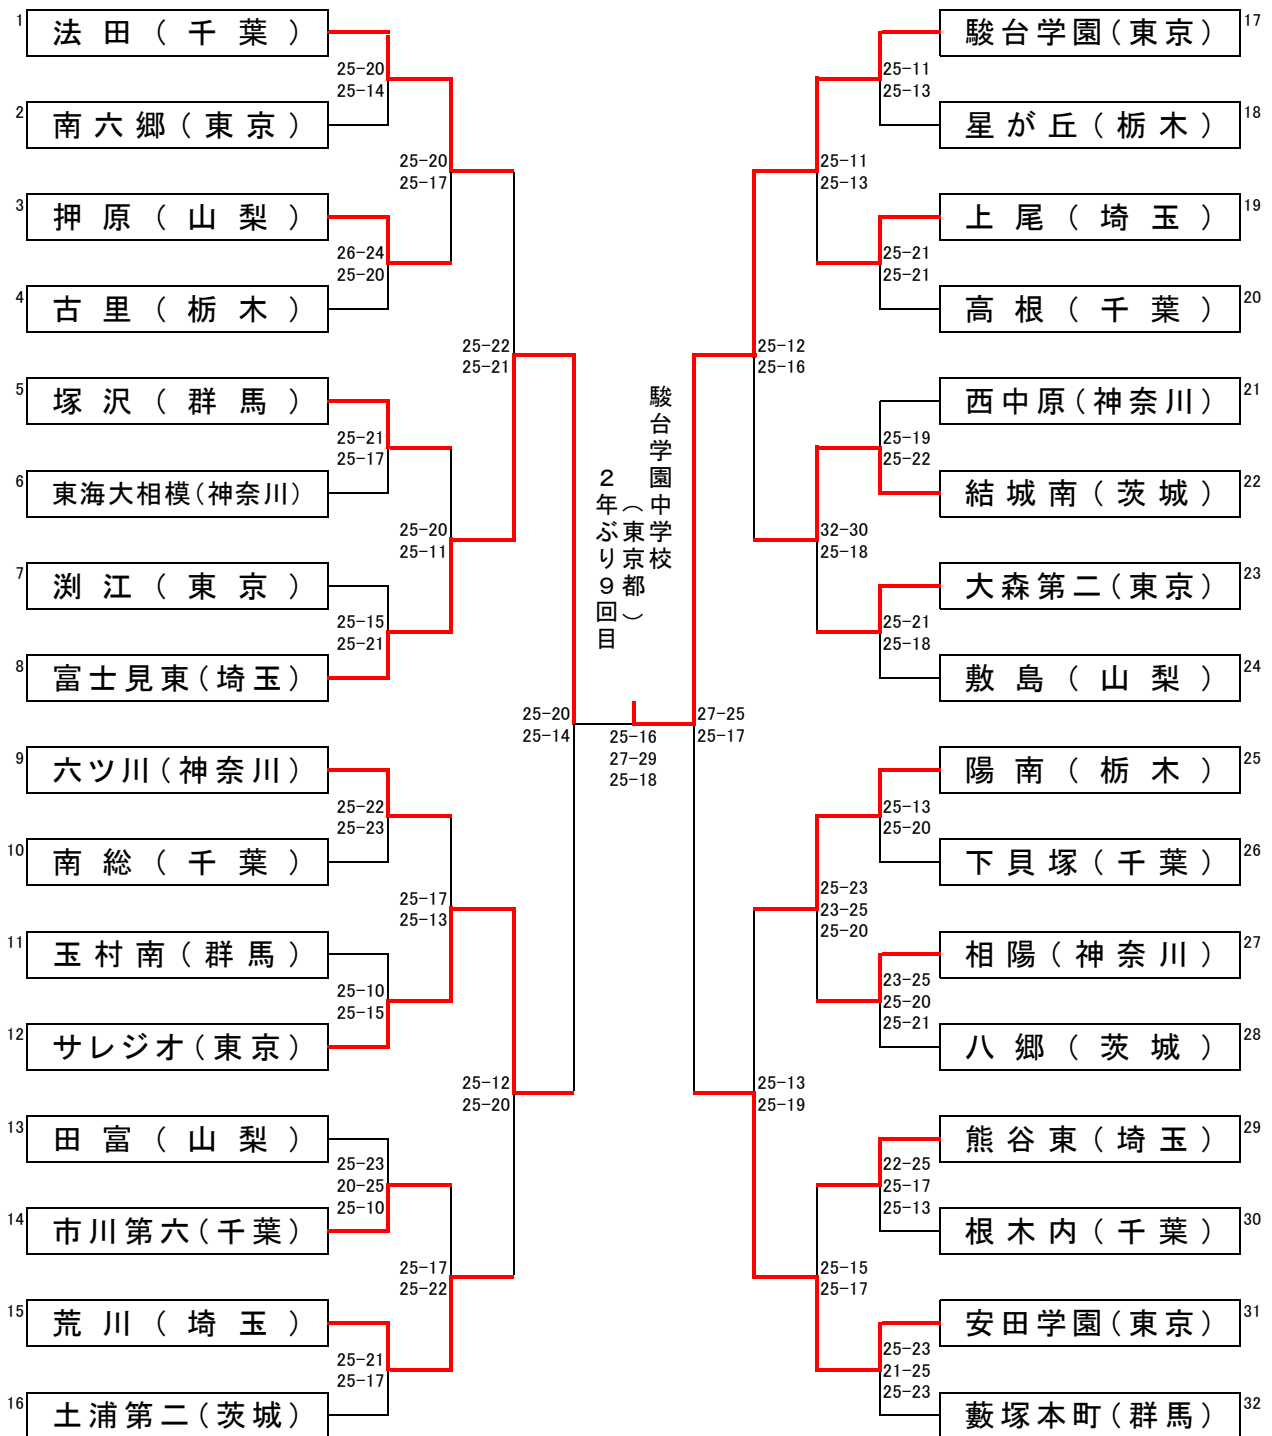 1 法田(千葉)
2 南六郷(東京)
25-20
25-14
3 押原(山梨)
4 古里(栃木)
26-24
25-20
25-20
25-17
5 塚沢(群馬)
6 東海大相模(神奈川)
25-21
25-17
7 渕江(東京)
8 富士見東(埼玉)
25-15
25-21
25-20
25-11
25-22
25-21
9 六ツ川(神奈川)
10 南総(千葉)
25-22
25-23
11 玉村南(群馬)
12 サレジオ(東京)
25-10
25-15
25-17
25-13
13 田富(山梨)
14 市川第六(千葉)
25-23
20-25
25-10
15 荒川(埼玉)
16 土浦第二(茨城)
25-21
25-17
25-17
25-22
25-12
25-20
25-20
25-14
駿台学園中学校
(東京都)
2年ぶり9回目
25-16
27-29
25-18
17 駿台学園(東京)
18 星が丘(栃木)
25-11
25-13
19 上尾(埼玉)
20 高根(千葉)
25-21
25-21
25-11
25-13
21 西中原(神奈川)
22 結城南(茨城)
25-19
25-22
23 大森第二(東京)
24 敷島(山梨)
25-21
25-18
32-30
25-18
25-12
25-16
25 陽南(栃木)
26 下貝塚(千葉)
25-13
25-20
27 相陽(神奈川)
28 八郷(茨城)
23-25
25-20
25-21
25-23
23-25
25-20
29 熊谷東(埼玉)
30 根木内(千葉)
22-25
25-17
25-13
31 安田学園(東京)
32 藪塚本町(群馬)
25-23
21-25
25-23
25-15
25-17
25-13
25-19
27-25
25-17